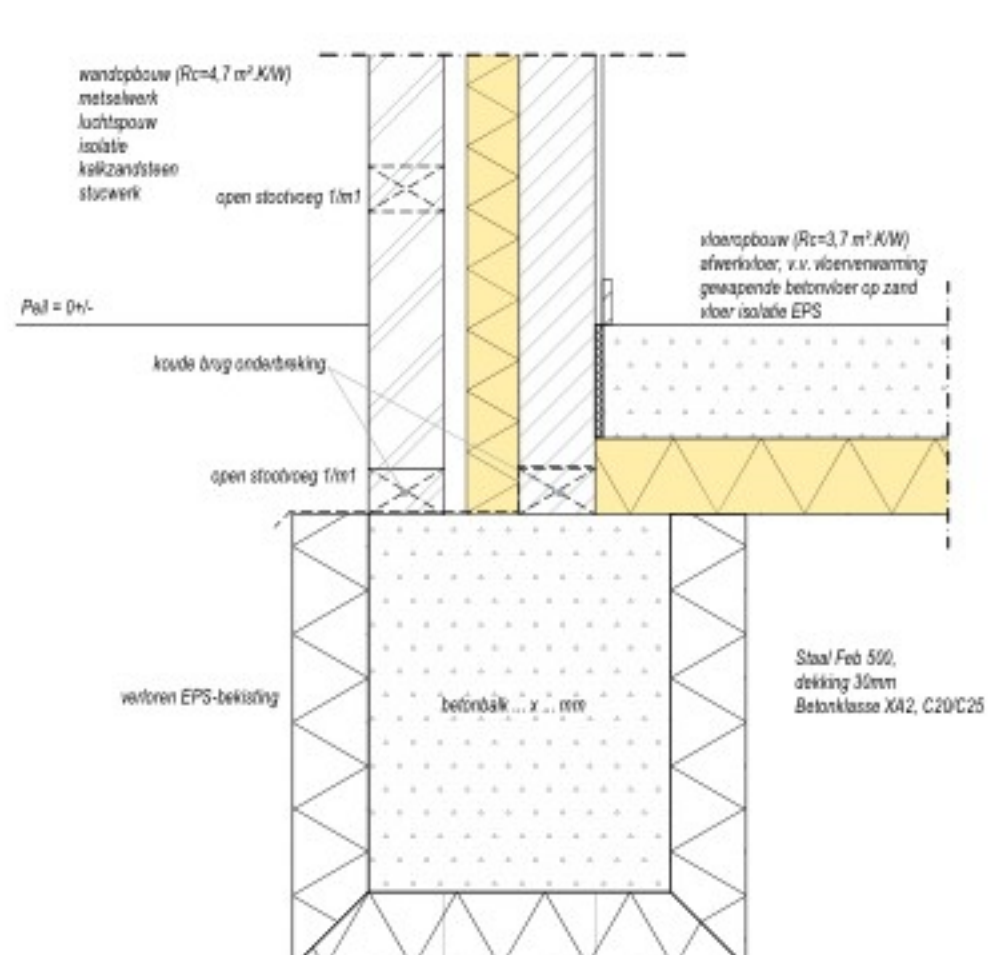 wandopbouw (Rc=4,7 m².K/W)
metselwerk
luchtspouw
isolatie
kalkzandsteen
stucwerk
open stootvoeg 1/m1
vloeropbouw (Rc=3,7 m².K/W)
afwerkvloer, v.v. vloerverwarming
gewapende betonvloer op zand
vloer isolatie EPS
Peil = 0+/-
koude brug onderbreking
open stootvoeg 1/m1
Staal Feb 500,
dekking 30mm
Betonklasse XA2, C20/C25
verloren EPS-bekisting
betonbalk ... x ... mm